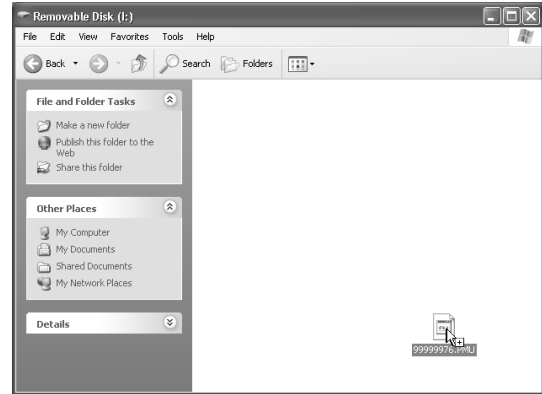 Removable Disk (I:)
File Edit View Favorites Tools Help
Back Search Folders
File and Folder Tasks
Make a new folder
Publish this folder to the
Web
Share this folder
Other Places
My Computer
My Documents
Shared Documents
My Network Places
Details
99999976.PMU